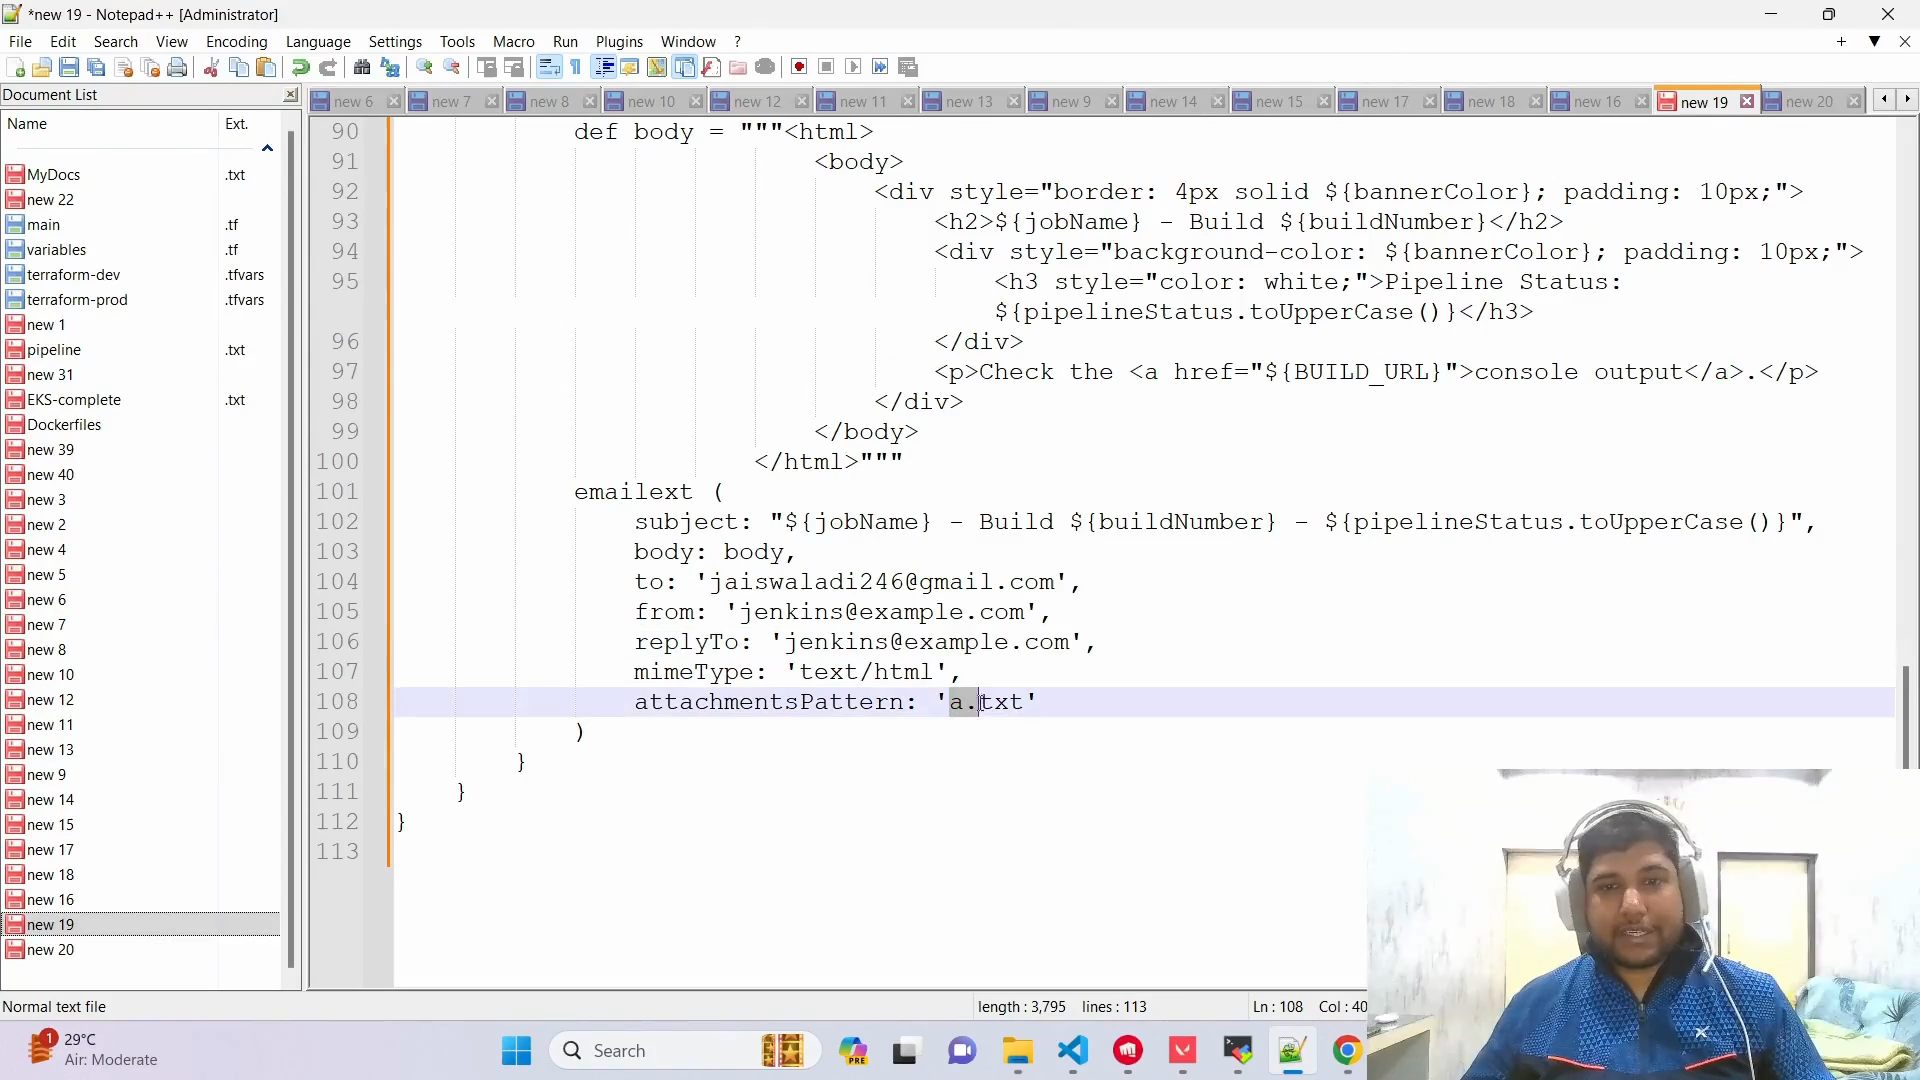 *new 19 - Notepad++ [Administrator]
File Edit Search View Encoding Language Settings Tools Macro Run Plugins Window ?
Document List
new 6 new 7 new 8 new 10 new 12 new 11 new 13 new 9 new 14 new 15 new 17 new 18 new 16 new 19 new 20
Name Ext.
MyDocs .txt
new 22
main .tf
variables .tf
terraform-dev .tfvars
terraform-prod .tfvars
new 1
pipeline .txt
new 31
EKS-complete .txt
Dockerfiles
new 39
new 40
new 3
new 2
new 4
new 5
new 6
new 7
new 8
new 10
new 12
new 11
new 13
new 9
new 14
new 15
new 17
new 18
new 16
new 19
new 20
90 def body = """<html>
91 <body>
92 <div style="border: 4px solid ${bannerColor}; padding: 10px;">
93 <h2>${jobName} - Build ${buildNumber}</h2>
94 <div style="background-color: ${bannerColor}; padding: 10px;">
95 <h3 style="color: white;">Pipeline Status:
${pipelineStatus.toUpperCase()}</h3>
96 </div>
97 <p>Check the <a href="${BUILD_URL}">console output</a>.</p>
98 </div>
99 </body>
100 </html>"""
101 emailext (
102 subject: "${jobName} - Build ${buildNumber} - ${pipelineStatus.toUpperCase()}",
103 body: body,
104 to: 'jaiswaladi246@gmail.com',
105 from: 'jenkins@example.com',
106 replyTo: 'jenkins@example.com',
107 mimeType: 'text/html',
108 attachmentsPattern: 'a.txt'
109 )
110 }
111 }
112 }
113
Normal text file length : 3,795 lines : 113 Ln : 108 Col : 40
1 29°C
Air: Moderate
Search
PRE